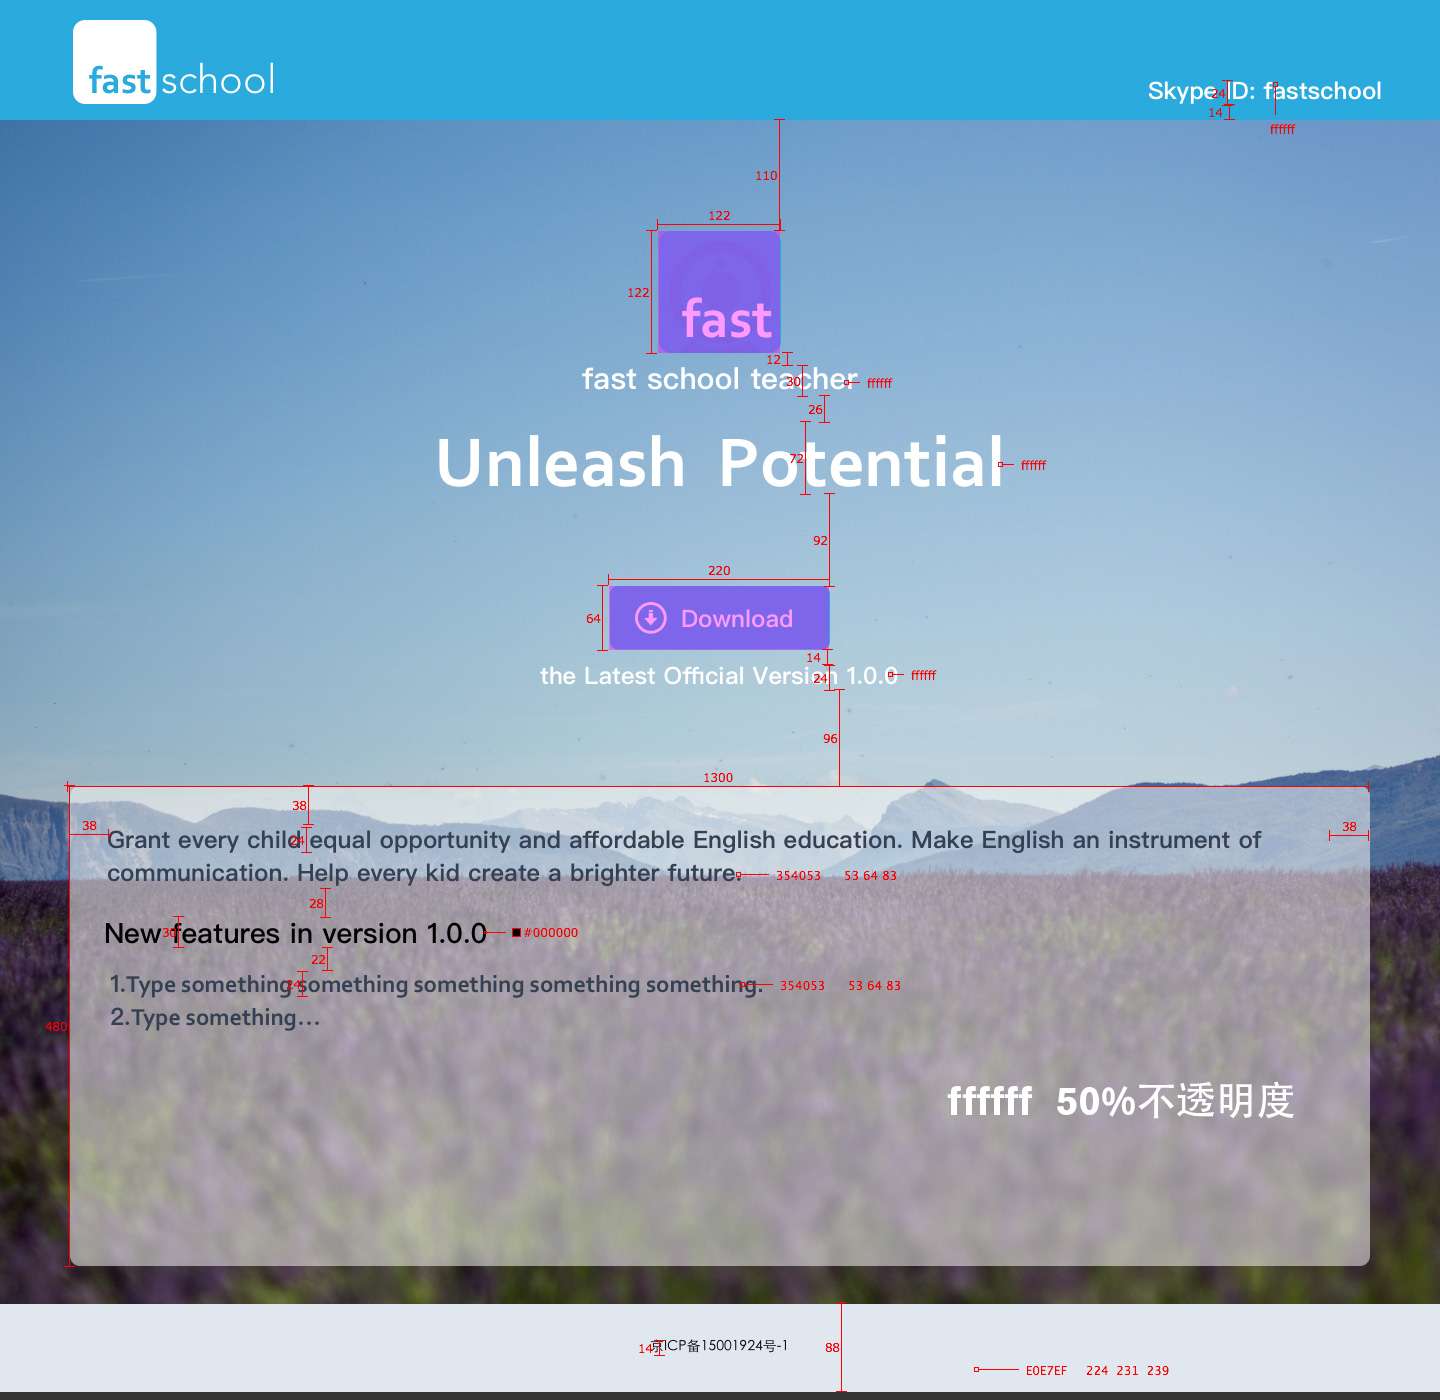 fast school
Skype ID: fastschool
24
14
ffffff
110
122
122
fast
12
fast school teacher
30
ffffff
26
Unleash Potential
72
ffffff
92
220
64
Download
14
the Latest Official Version 1.0.0
24
ffffff
96
1300
38
38
38
Grant every child equal opportunity and affordable English education. Make English an instrument of
24
communication. Help every kid create a brighter future.
354053 53 64 83
28
New features in version 1.0.0
30
#000000
22
1.Type something something something something something.
24
354053 53 64 83
2.Type something...
480
ffffff 50%不透明度
京ICP备15001924号-1
14
88
E0E7EF 224 231 239